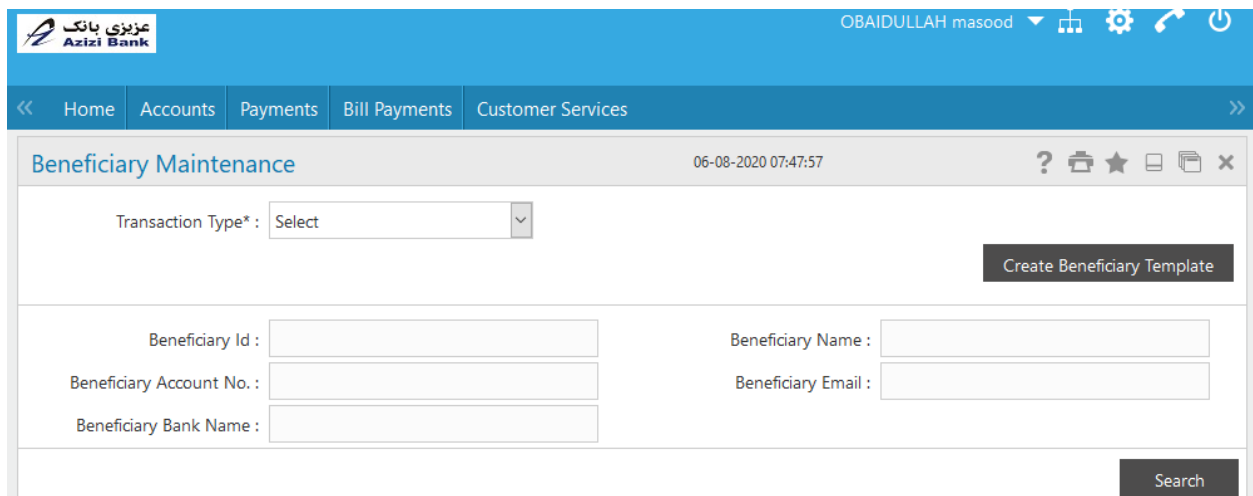 عزیزی بانک
Azizi Bank
OBAIDULLAH masood
Home Accounts Payments Bill Payments Customer Services
Beneficiary Maintenance 06-08-2020 07:47:57
Transaction Type* : Select
Create Beneficiary Template
Beneficiary Id : Beneficiary Name :
Beneficiary Account No. : Beneficiary Email :
Beneficiary Bank Name :
Search